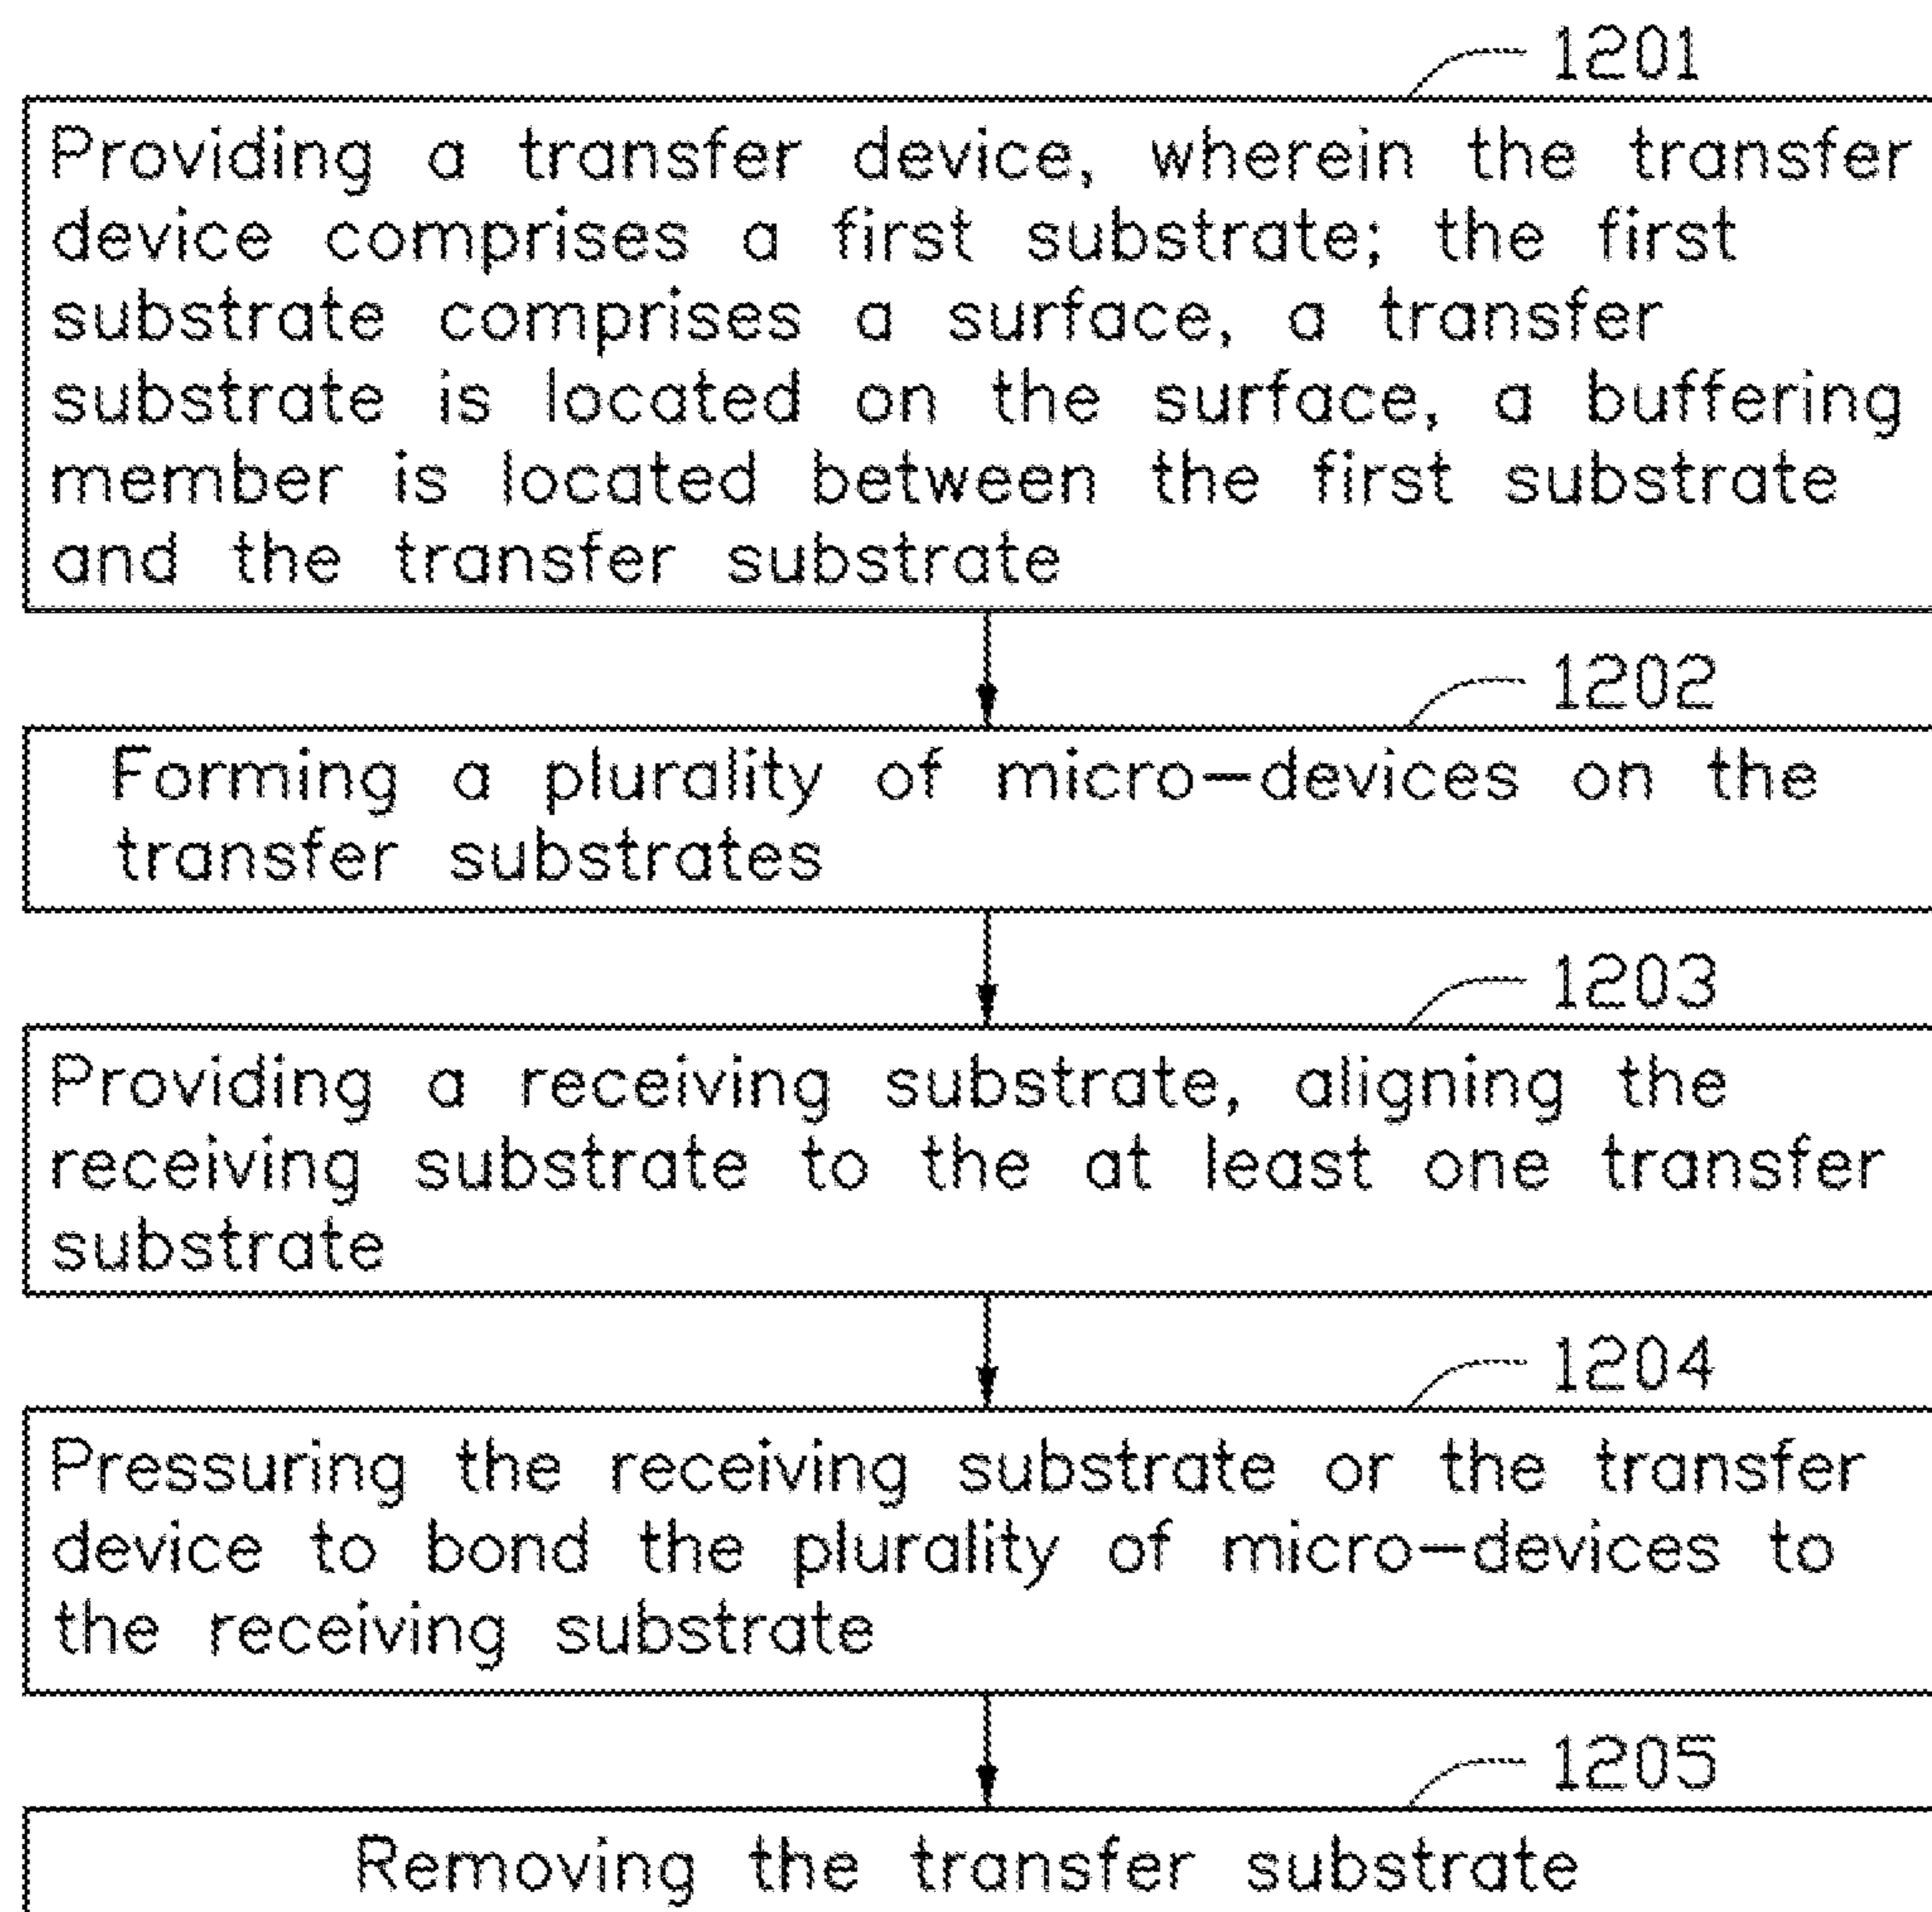 1201
Providing a transfer device, wherein the transfer
device comprises a first substrate; the first
substrate comprises a surface, a transfer
substrate is located on the surface, a buffering
member is located between the first substrate
and the transfer substrate
1202
Forming a plurality of micro-devices on the
transfer substrates
1203
Providing a receiving substrate, aligning the
receiving substrate to the at least one transfer
substrate
1204
Pressuring the receiving substrate or the transfer
device to bond the plurality of micro-devices to
the receiving substrate
1205
Removing the transfer substrate